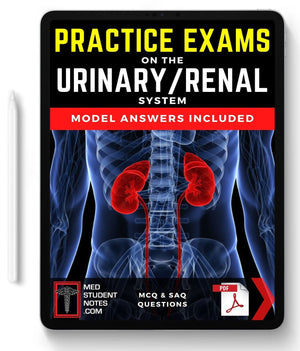 PRACTICE EXAMS
ON THE
URINARY/RENAL
SYSTEM
MODEL ANSWERS INCLUDED
MED
STUDENT
NOTES
.COM
MCQ & SAQ
QUESTIONS
PDF